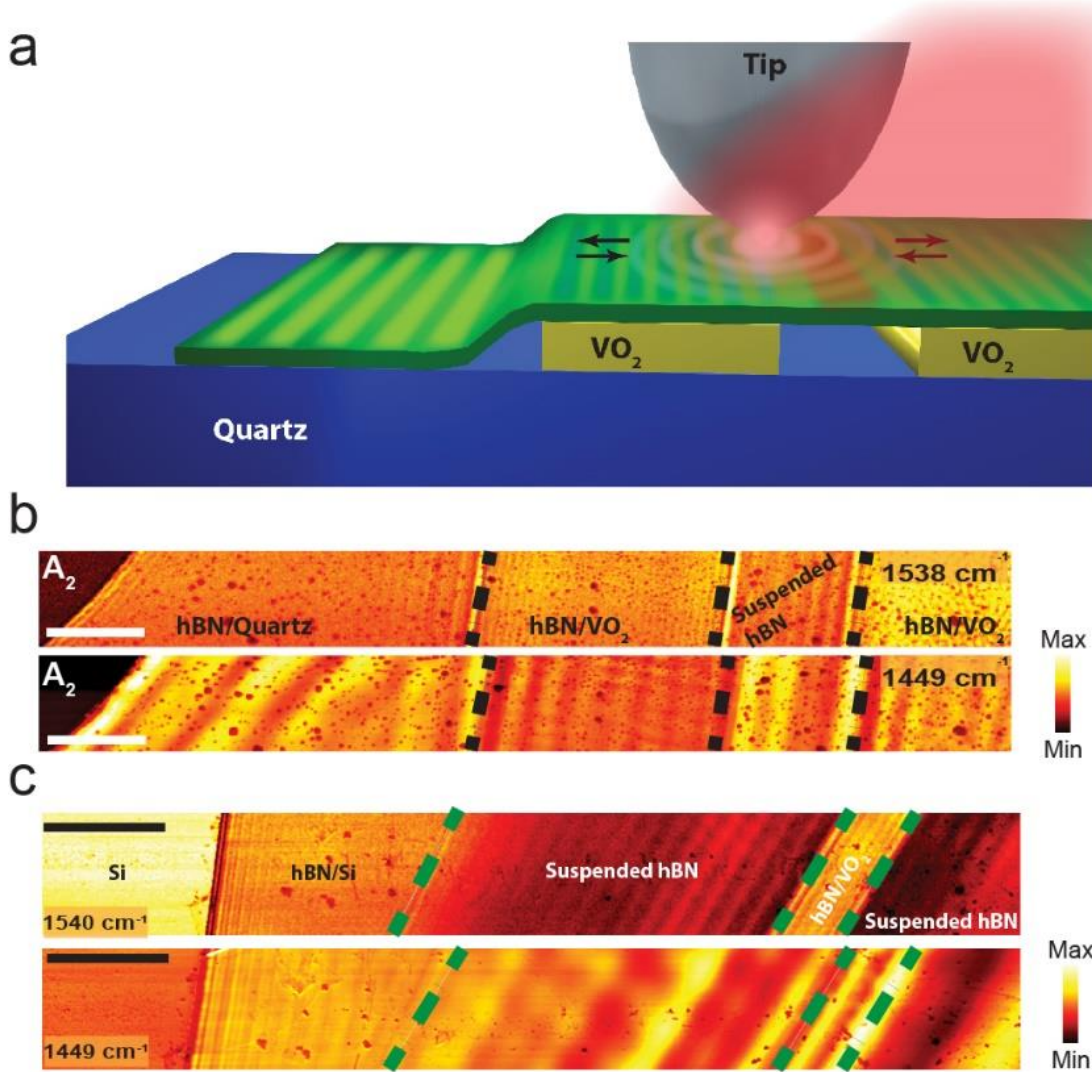 a
Tip
VO2
VO2
Quartz
b
A2
hBN/Quartz
hBN/VO2
Suspended
hBN
1538 cm-1
hBN/VO2
A2
1449 cm-1
Max
Min
c
Si
hBN/Si
Suspended hBN
hBN/VO2
Suspended hBN
1540 cm-1
1449 cm-1
Max
Min